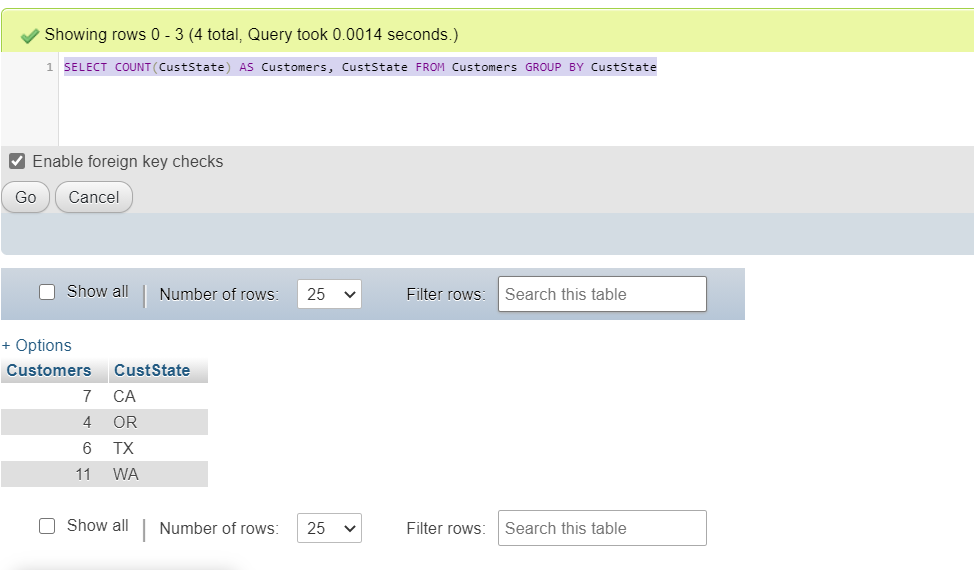 Showing rows 0 - 3 (4 total, Query took 0.0014 seconds.)
1 SELECT COUNT(CustState) AS Customers, CustState FROM Customers GROUP BY CustState
Enable foreign key checks
Go Cancel
Show all Number of rows: 25 Filter rows: Search this table
+ Options
Customers CustState
7 CA
4 OR
6 TX
11 WA
Show all Number of rows: 25 Filter rows: Search this table